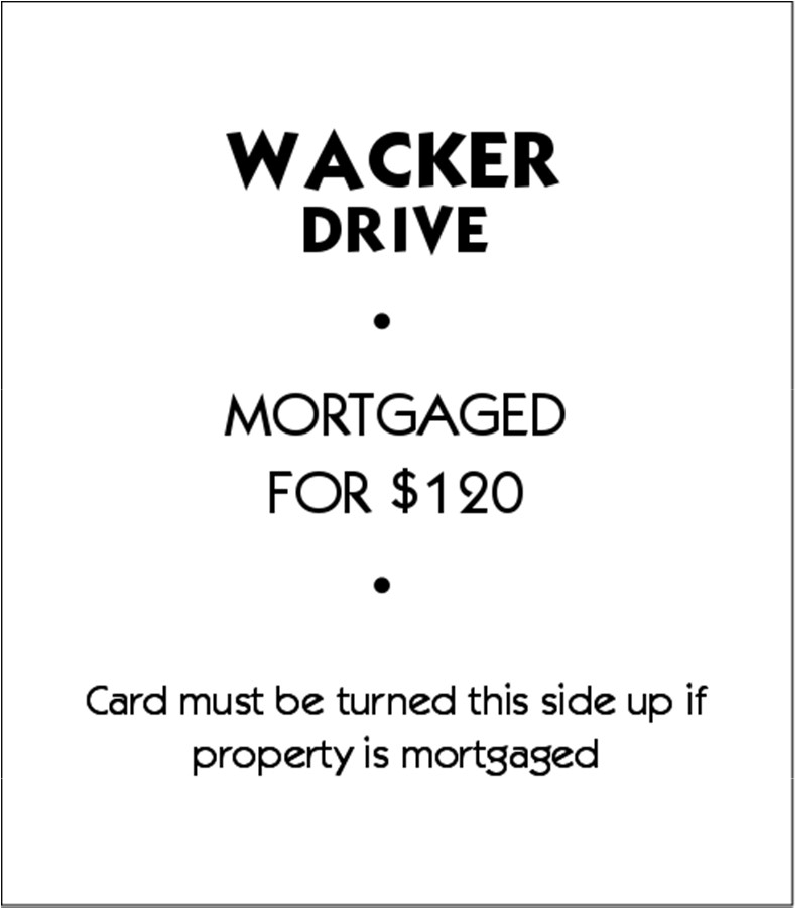 WACKER
DRIVE
•
MORTGAGED
FOR $120
•
Card must be turned this side up if
property is mortgaged